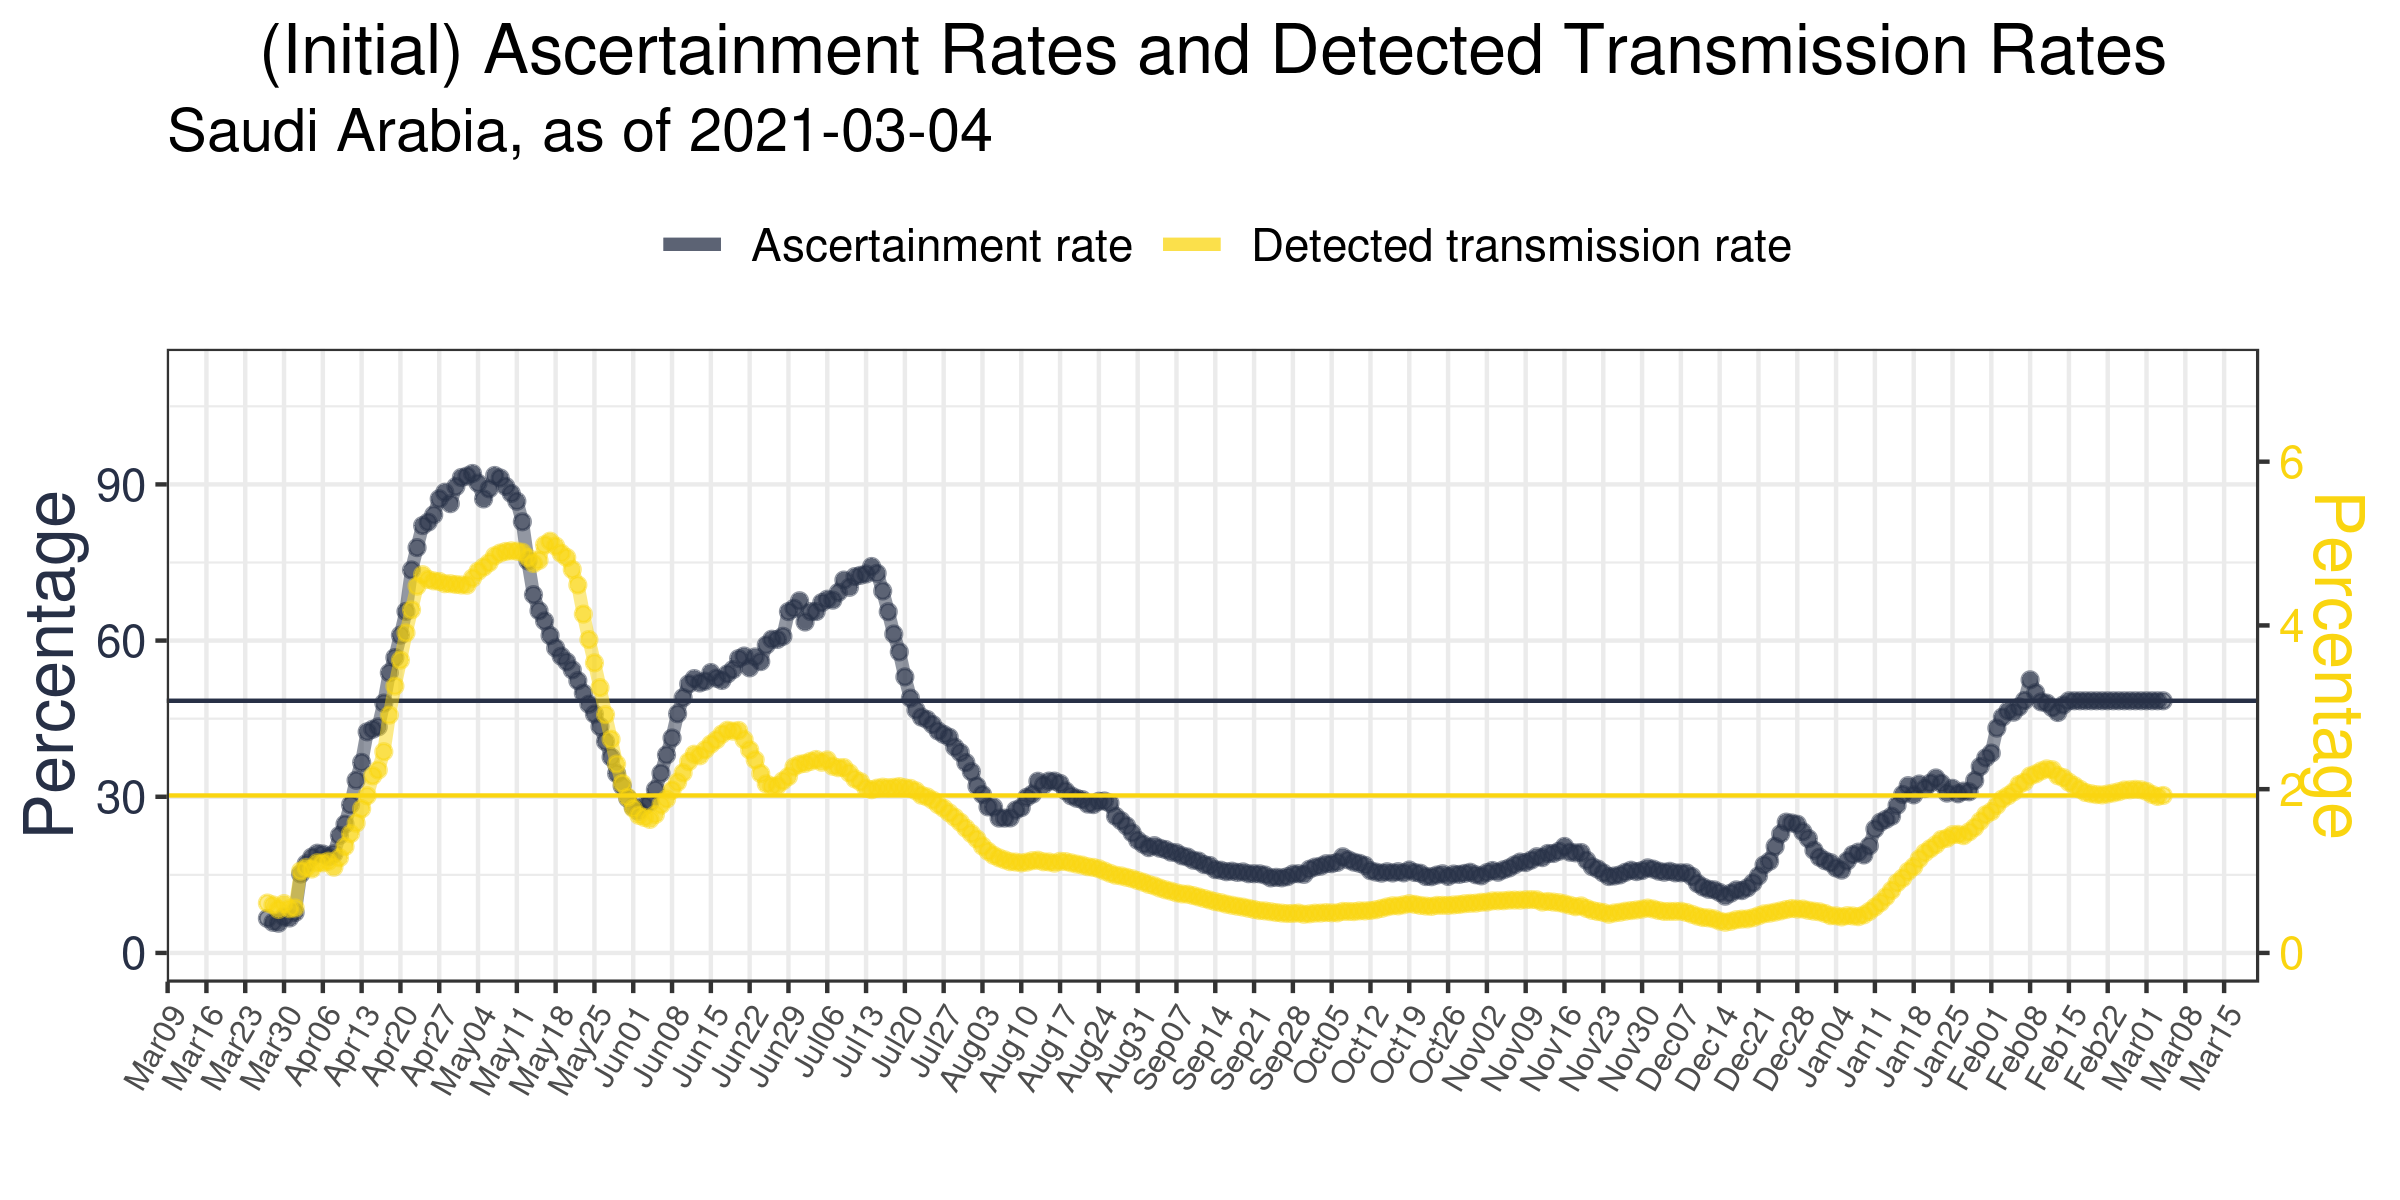 (Initial) Ascertainment Rates and Detected Transmission Rates
Saudi Arabia, as of 2021-03-04
Ascertainment rate Detected transmission rate
Percentage
90
60
30
0
6
4
2
0
Percentage
Mar09 Mar16 Mar23 Mar30 Apr06 Apr13 Apr20 Apr27 May04 May11 May18 May25 Jun01 Jun08 Jun15 Jun22 Jun29 Jul06 Jul13 Jul20 Jul27 Aug03 Aug10 Aug17 Aug24 Aug31 Sep07 Sep14 Sep21 Sep28 Oct05 Oct12 Oct19 Oct26 Nov02 Nov09 Nov16 Nov23 Nov30 Dec07 Dec14 Dec21 Dec28 Jan04 Jan11 Jan18 Jan25 Feb01 Feb08 Feb15 Feb22 Mar01 Mar08 Mar15